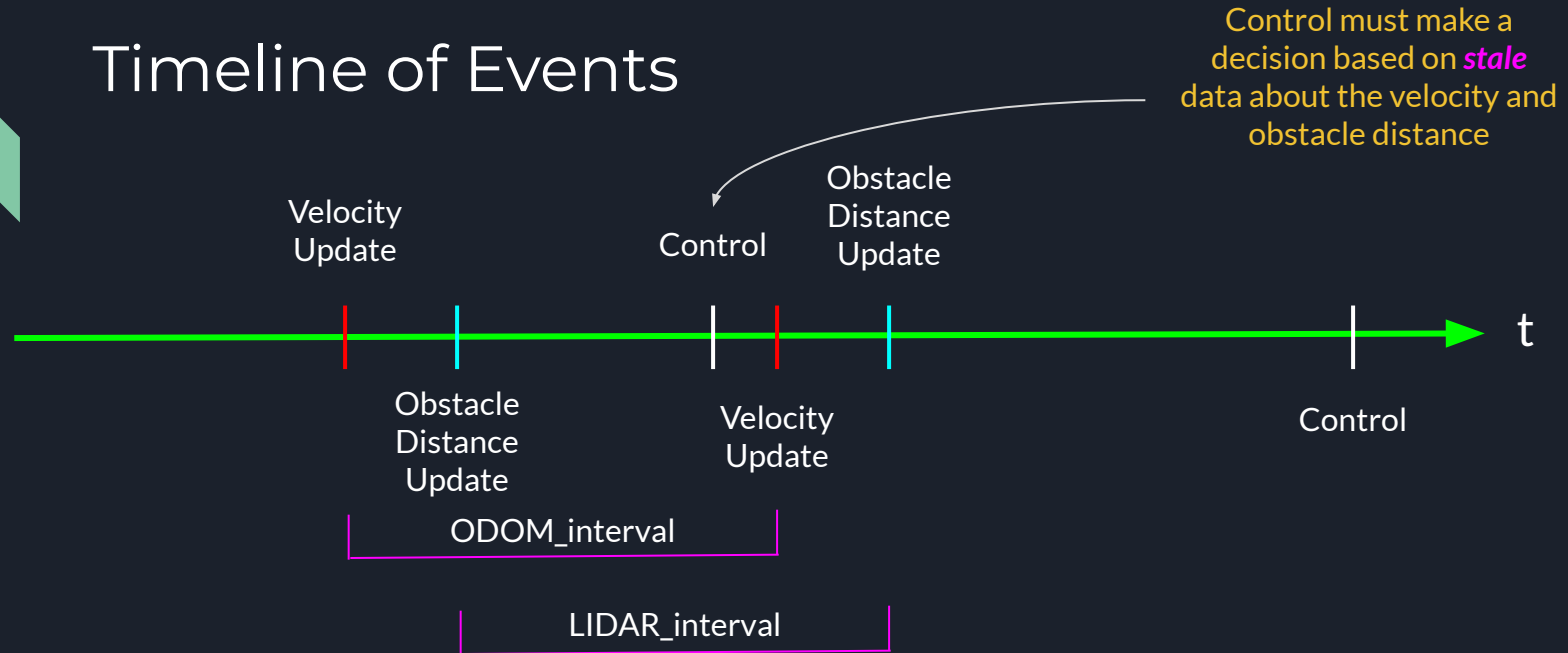 Timeline of Events
Control must make a
decision based on stale
data about the velocity and
obstacle distance
Velocity
Update
Control
Obstacle
Distance
Update
t
Obstacle
Distance
Update
Velocity
Update
Control
ODOM_interval
LIDAR_interval